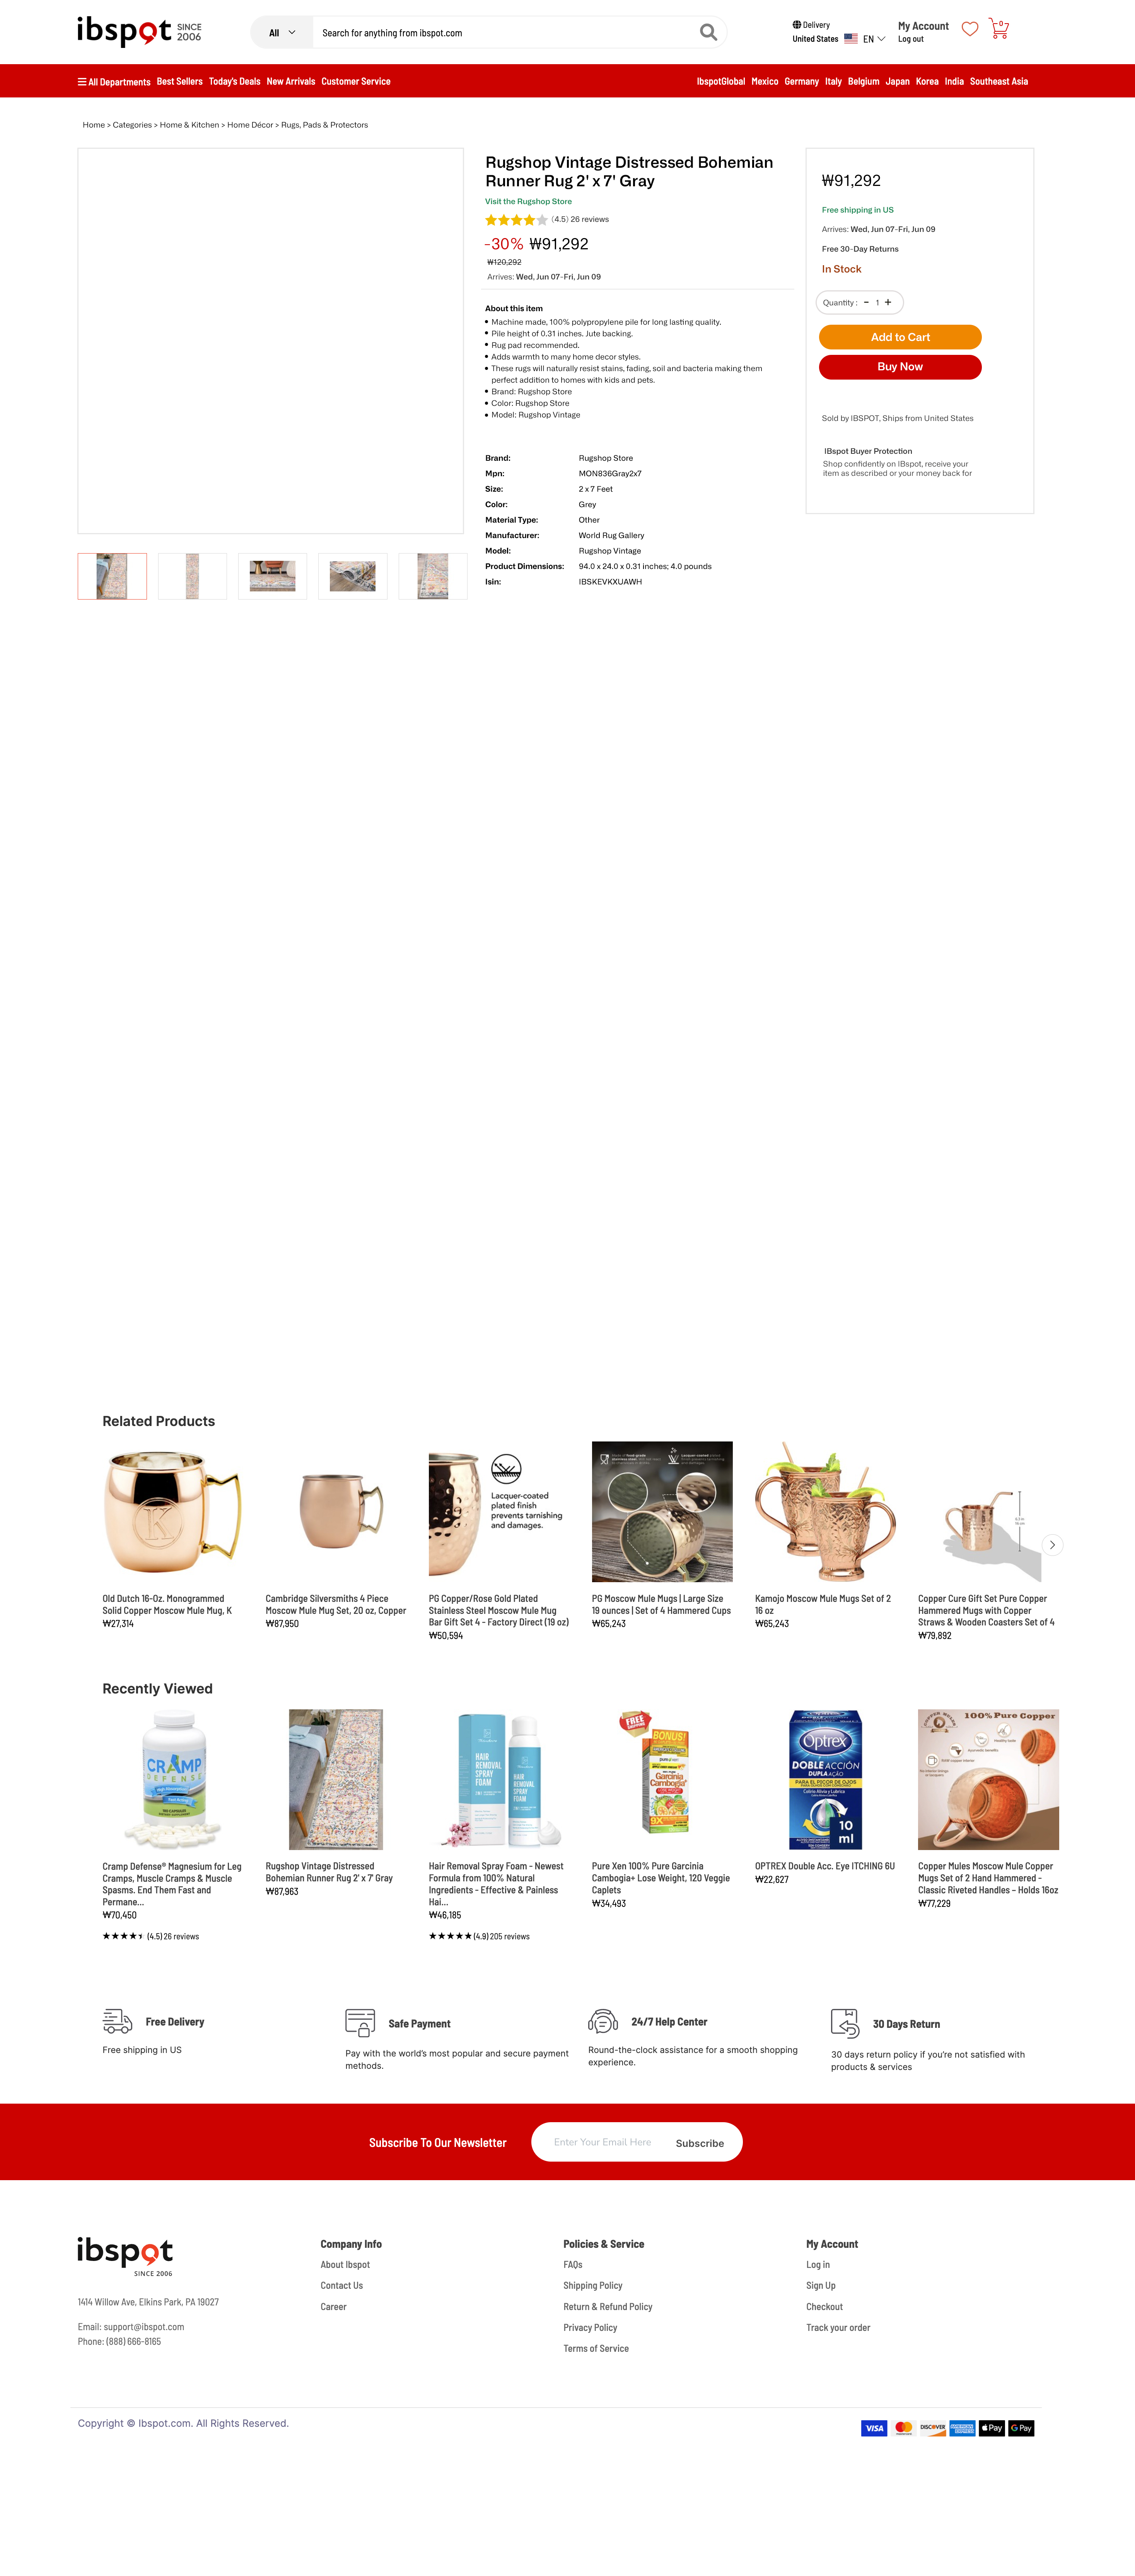 ibspot SINCE
2006
All
Search for anything from ibspot.com
Delivery
United States
EN
My Account
Log out
0
All Departments Best Sellers Today's Deals New Arrivals Customer Service
IbspotGlobal Mexico Germany Italy Belgium Japan Korea India Southeast Asia
Home > Categories > Home & Kitchen > Home Décor > Rugs, Pads & Protectors
Rugshop Vintage Distressed Bohemian
Runner Rug 2' x 7' Gray
Visit the Rugshop Store
(4.5) 26 reviews
-30% ₩91,292
₩120,292
Arrives: Wed, Jun 07-Fri, Jun 09
About this item
Machine made, 100% polypropylene pile for long lasting quality.
Pile height of 0.31 inches. Jute backing.
Rug pad recommended.
Adds warmth to many home decor styles.
These rugs will naturally resist stains, fading, soil and bacteria making them
perfect addition to homes with kids and pets.
Brand: Rugshop Store
Color: Rugshop Store
Model: Rugshop Vintage
Brand: Rugshop Store
Mpn: MON836Gray2x7
Size: 2 x 7 Feet
Color: Grey
Material Type: Other
Manufacturer: World Rug Gallery
Model: Rugshop Vintage
Product Dimensions: 94.0 x 24.0 x 0.31 inches; 4.0 pounds
Isin: IBSKEVKXUAWH
₩91,292
Free shipping in US
Arrives: Wed, Jun 07-Fri, Jun 09
Free 30-Day Returns
In Stock
Quantity : - 1 +
Add to Cart
Buy Now
Sold by IBSPOT, Ships from United States
IBspot Buyer Protection
Shop confidently on IBspot, receive your
item as described or your money back for
Related Products
K
Lacquer-coated
plated finish
prevents tarnishing
and damages.
Old Dutch 16-Oz. Monogrammed
Solid Copper Moscow Mule Mug, K
₩27,314
Cambridge Silversmiths 4 Piece
Moscow Mule Mug Set, 20 oz, Copper
₩87,950
PG Copper/Rose Gold Plated
Stainless Steel Moscow Mule Mug
Bar Gift Set 4 - Factory Direct (19 oz)
₩50,594
PG Moscow Mule Mugs | Large Size
19 ounces | Set of 4 Hammered Cups
₩65,243
Kamojo Moscow Mule Mugs Set of 2
16 oz
₩65,243
Copper Cure Gift Set Pure Copper
Hammered Mugs with Copper
Straws & Wooden Coasters Set of 4
₩79,892
Recently Viewed
CRAMP
DEFENSE
HAIR
REMOVAL
SPRAY
FOAM
HAIR
REMOVAL
SPRAY
FOAM
FREE
BONUS!
Garcinia
Cambogia
9X
Optrex
DOBLE ACCIÓN
DUPLA AÇÃO
PARA EL PICOR DE OJOS
10
ml
100% Pure Copper
Cramp Defense® Magnesium for Leg
Cramps, Muscle Cramps & Muscle
Spasms. End Them Fast and
Permane...
₩70,450
(4.5) 26 reviews
Rugshop Vintage Distressed
Bohemian Runner Rug 2' x 7' Gray
₩87,963
Hair Removal Spray Foam - Newest
Formula from 100% Natural
Ingredients - Effective & Painless
Hai...
₩46,185
(4.9) 205 reviews
Pure Xen 100% Pure Garcinia
Cambogia+ Lose Weight, 120 Veggie
Caplets
₩34,493
OPTREX Double Acc. Eye ITCHING 6U
₩22,627
Copper Mules Moscow Mule Copper
Mugs Set of 2 Hand Hammered -
Classic Riveted Handles – Holds 16oz
₩77,229
Free Delivery
Free shipping in US
Safe Payment
Pay with the world's most popular and secure payment
methods.
24/7 Help Center
Round-the-clock assistance for a smooth shopping
experience.
30 Days Return
30 days return policy if you're not satisfied with
products & services
Subscribe To Our Newsletter
Enter Your Email Here
Subscribe
ibspot
SINCE 2006
1414 Willow Ave, Elkins Park, PA 19027
Email: support@ibspot.com
Phone: (888) 666-8165
Company Info
About Ibspot
Contact Us
Career
Policies & Service
FAQs
Shipping Policy
Return & Refund Policy
Privacy Policy
Terms of Service
My Account
Log in
Sign Up
Checkout
Track your order
Copyright © Ibspot.com. All Rights Reserved.
VISA
DISCOVER
AMERICAN EXPRESS
Pay
G Pay